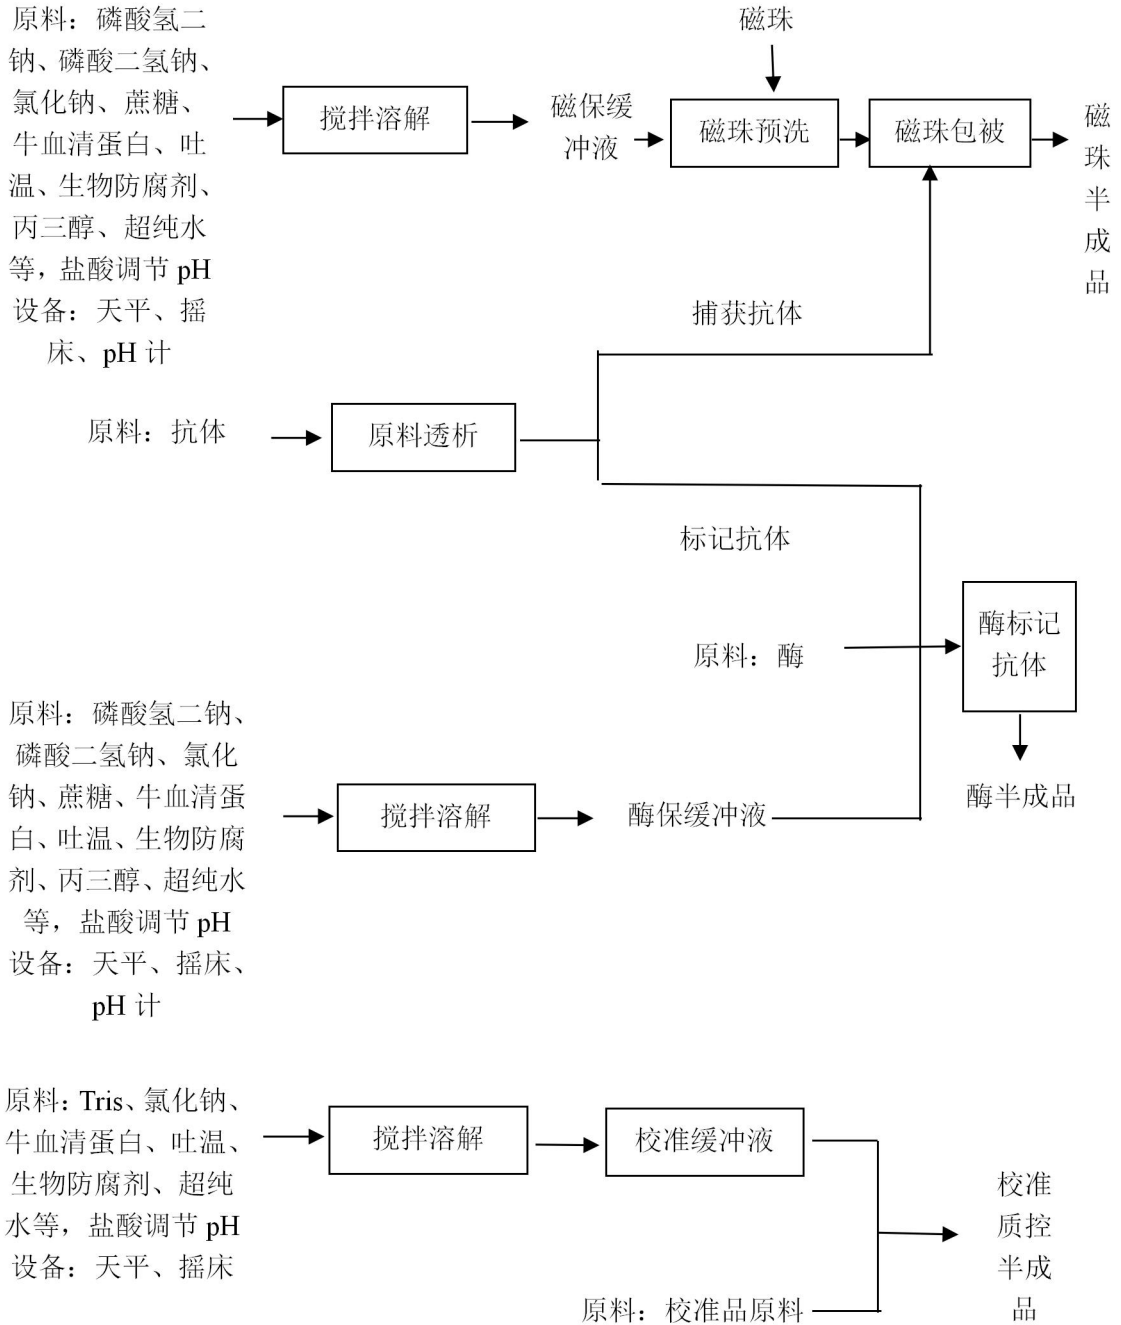 原料：磷酸氢二
钠、磷酸二氢钠、
氯化钠、蔗糖、
牛血清蛋白、吐
温、生物防腐剂、
丙三醇、超纯水
等，盐酸调节 pH
设备：天平、摇
床、pH 计
搅拌溶解
磁保缓
冲液
磁珠
磁珠预洗
磁珠包被
磁
珠
半
成
品
捕获抗体
原料：抗体
原料透析
标记抗体
原料：酶
酶标记
抗体
酶半成品
原料：磷酸氢二钠、
磷酸二氢钠、氯化
钠、蔗糖、牛血清蛋
白、吐温、生物防腐
剂、丙三醇、超纯水
等，盐酸调节 pH
设备：天平、摇床、
pH 计
搅拌溶解
酶保缓冲液
原料：Tris、氯化钠、
牛血清蛋白、吐温、
生物防腐剂、超纯
水等，盐酸调节 pH
设备：天平、摇床
搅拌溶解
校准缓冲液
原料：校准品原料
校准
质控
半成
品